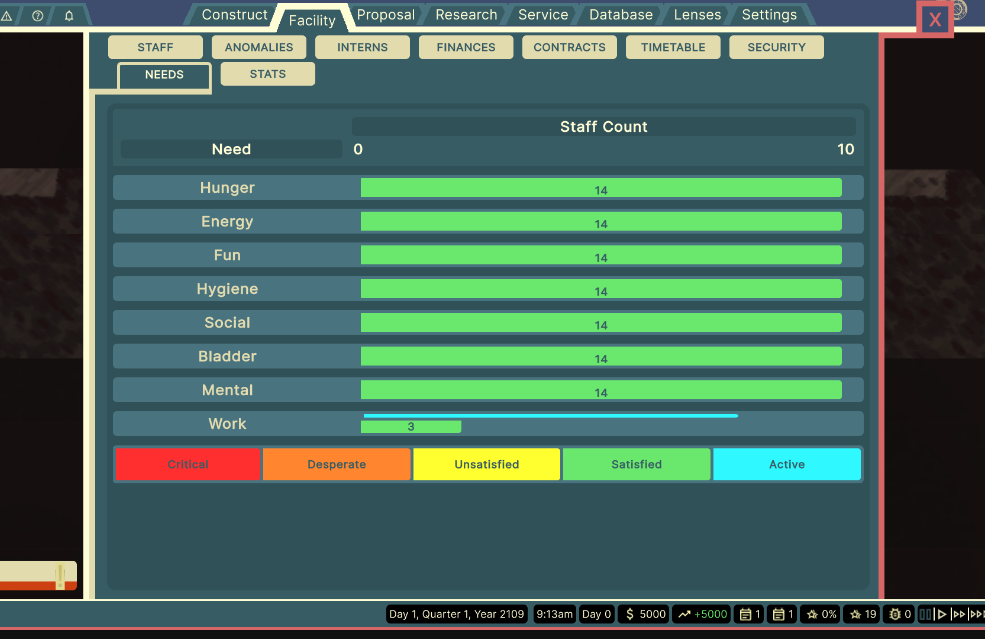 Construct Facility Proposal Research Service Database Lenses Settings X
STAFF ANOMALIES INTERNS FINANCES CONTRACTS TIMETABLE SECURITY
NEEDS STATS
Staff Count
Need 0 10
Hunger 14
Energy 14
Fun 14
Hygiene 14
Social 14
Bladder 14
Mental 14
Work 3
Critical Desperate Unsatisfied Satisfied Active
Day 1, Quarter 1, Year 2109 9:13am Day 0 $ 5000 +5000 1 1 0% 19 0